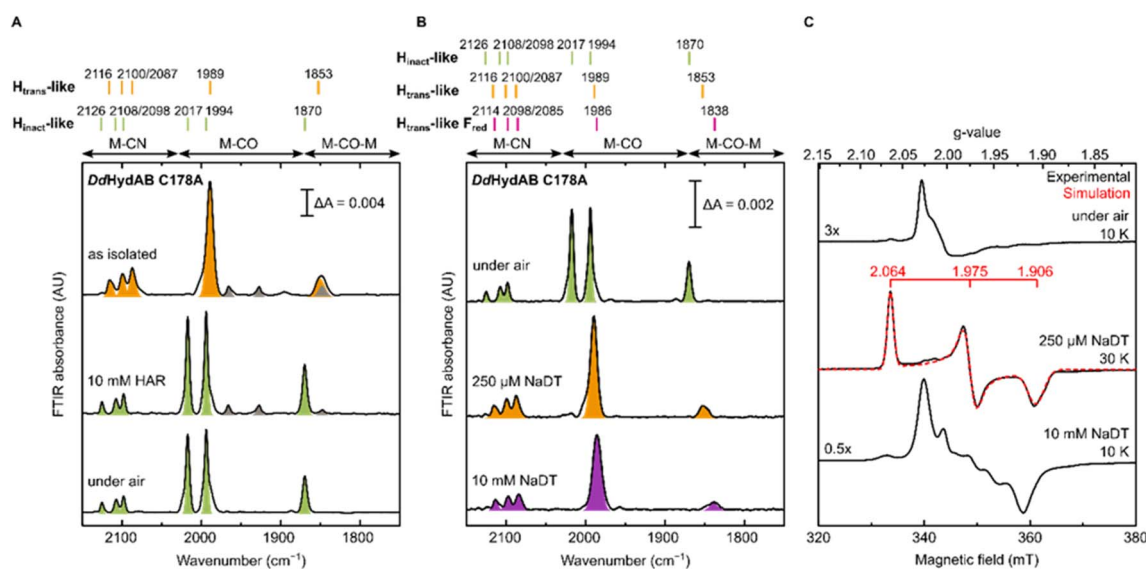 A
2116 2100/2087 1989 1853
Htrans-like
2126 2108/2098 2017 1994 1870
Hinact-like
M-CN M-CO M-CO-M
DdHydAB C178A
ΔA = 0.004
as isolated
10 mM HAR
under air
FTIR absorbance (AU)
2100 2000 1900 1800
Wavenumber (cm⁻¹)
B
2126 2108/2098 2017 1994 1870
Hinact-like
2116 2100/2087 1989 1853
Htrans-like
2114 2098/2085 1986 1838
Htrans-like Fred
M-CN M-CO M-CO-M
DdHydAB C178A
ΔA = 0.002
under air
250 µM NaDT
10 mM NaDT
FTIR absorbance (AU)
2100 2000 1900 1800
Wavenumber (cm⁻¹)
C
g-value
2.15 2.10 2.05 2.00 1.95 1.90 1.85
Experimental
Simulation
under air
3x 10 K
2.064 1.975 1.906
250 µM NaDT
30 K
10 mM NaDT
0.5x 10 K
320 340 360 380
Magnetic field (mT)